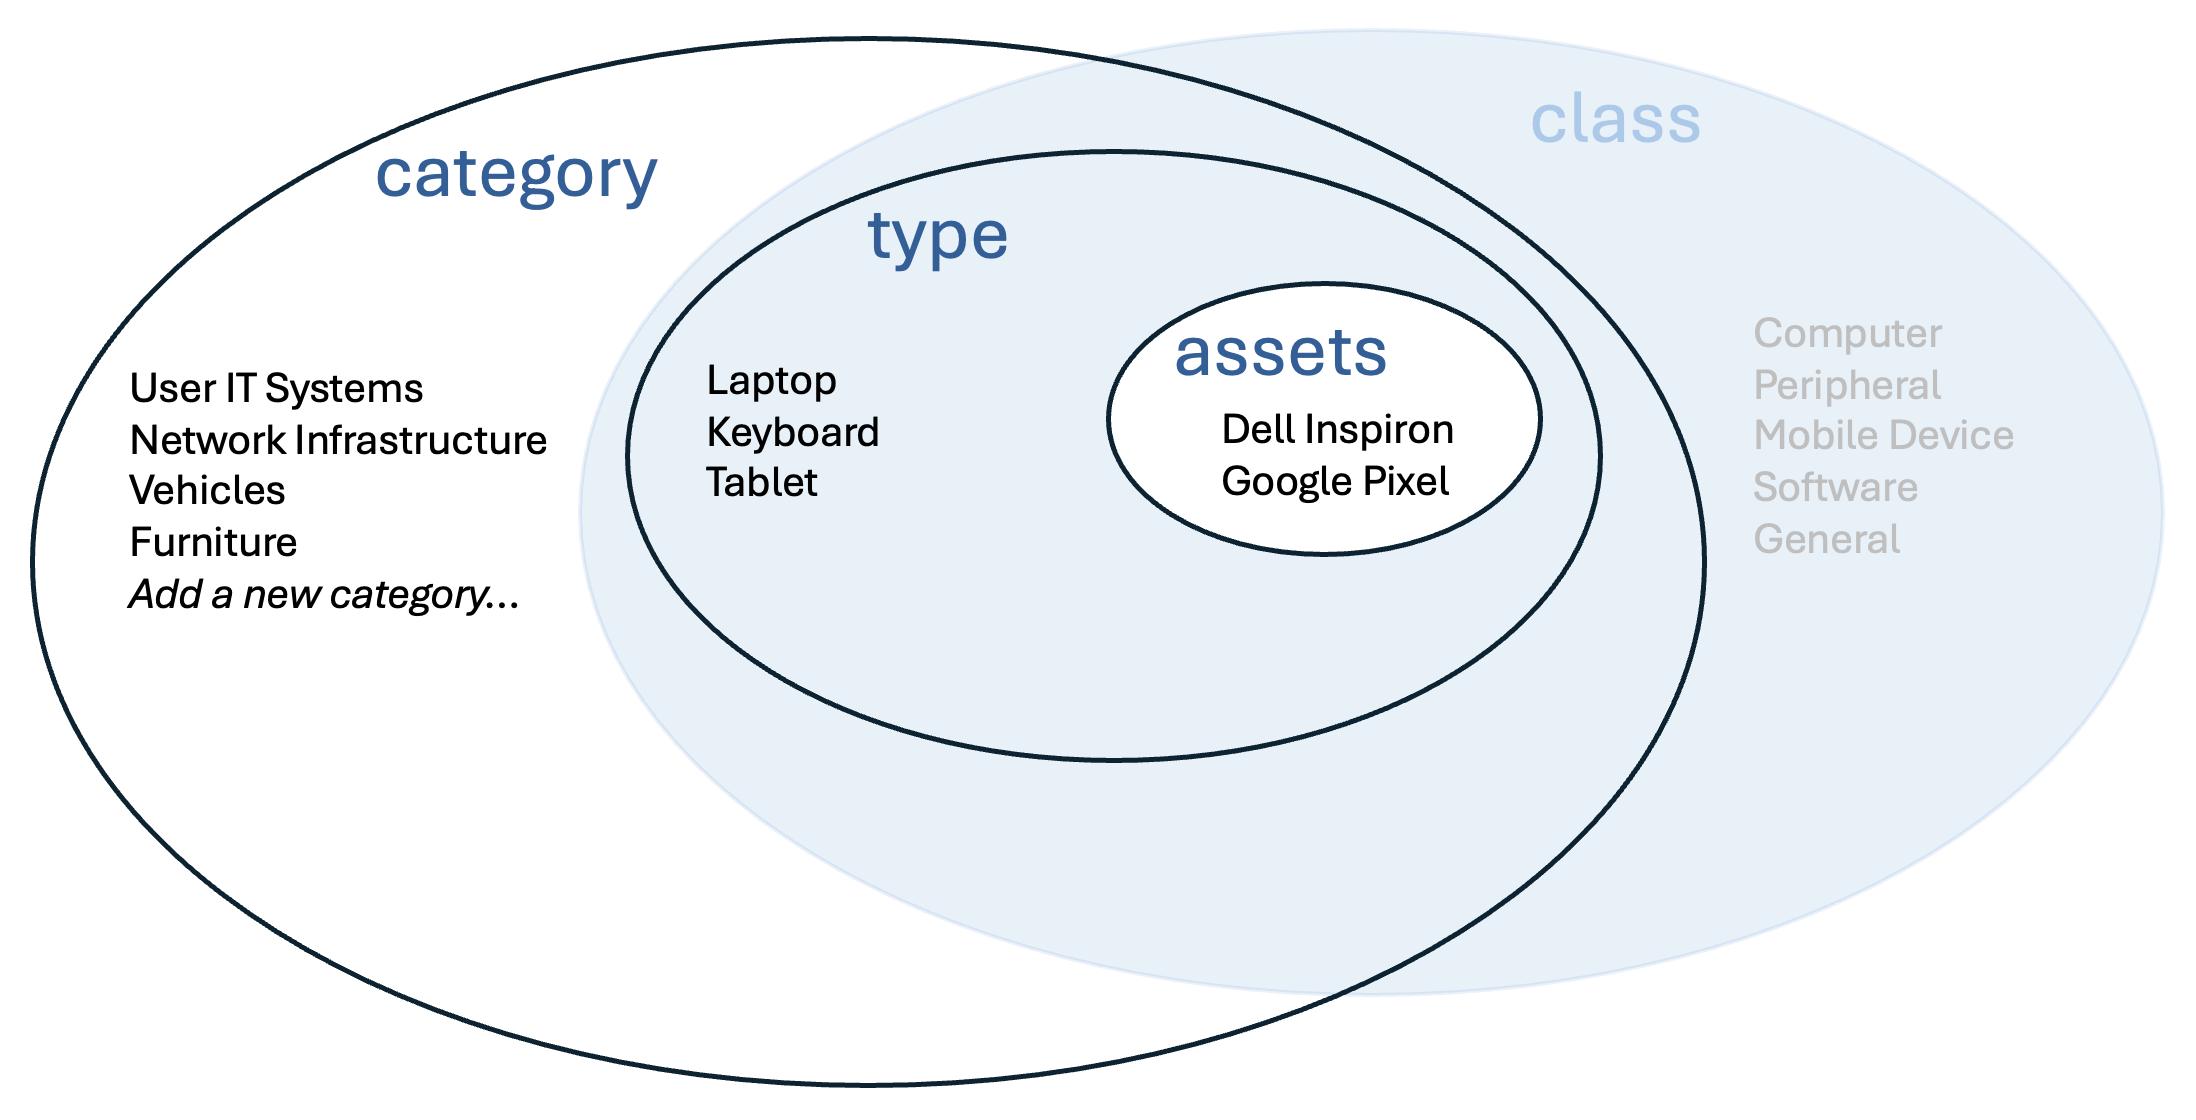 category
User IT Systems
Network Infrastructure
Vehicles
Furniture
Add a new category...
type
Laptop
Keyboard
Tablet
assets
Dell Inspiron
Google Pixel
class
Computer
Peripheral
Mobile Device
Software
General